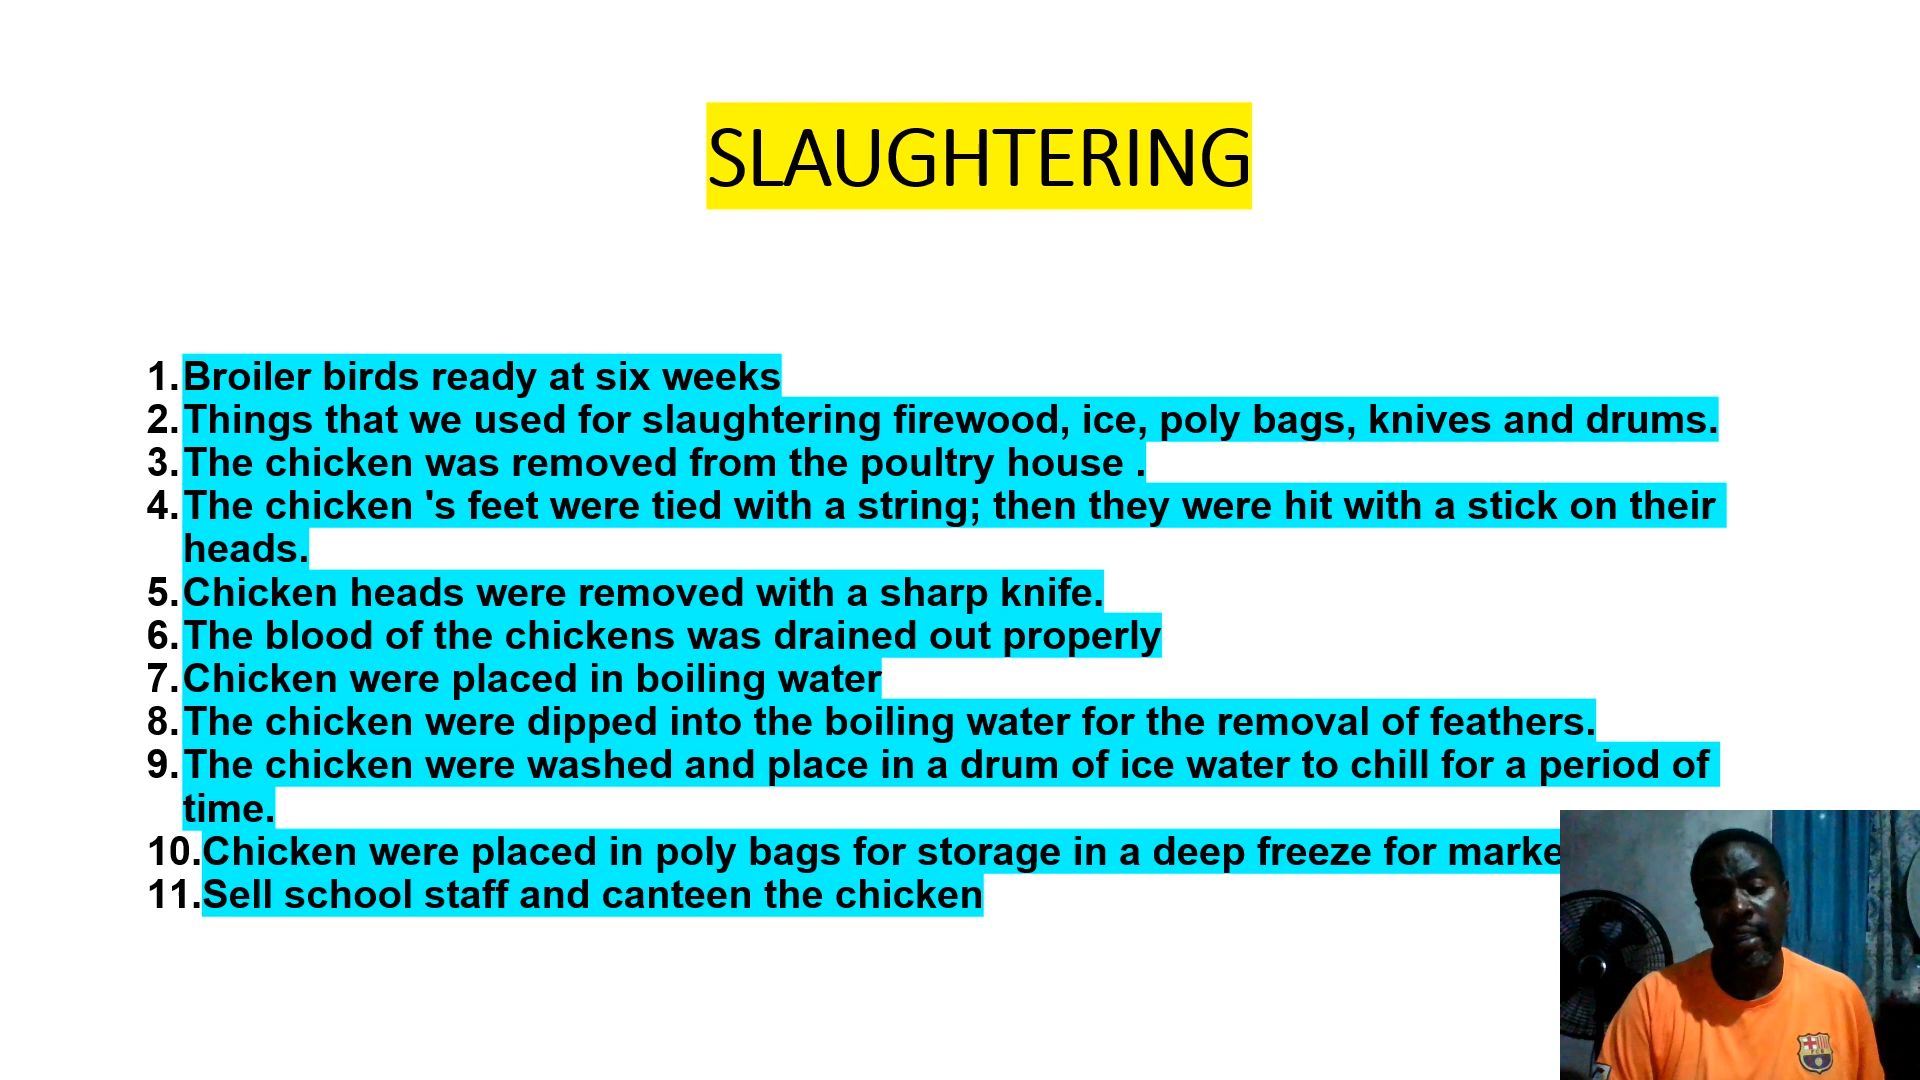 SLAUGHTERING
1. Broiler birds ready at six weeks
2. Things that we used for slaughtering firewood, ice, poly bags, knives and drums.
3. The chicken was removed from the poultry house .
4. The chicken 's feet were tied with a string; then they were hit with a stick on their
heads.
5. Chicken heads were removed with a sharp knife.
6. The blood of the chickens was drained out properly
7. Chicken were placed in boiling water
8. The chicken were dipped into the boiling water for the removal of feathers.
9. The chicken were washed and place in a drum of ice water to chill for a period of
time.
10. Chicken were placed in poly bags for storage in a deep freeze for marke
11. Sell school staff and canteen the chicken